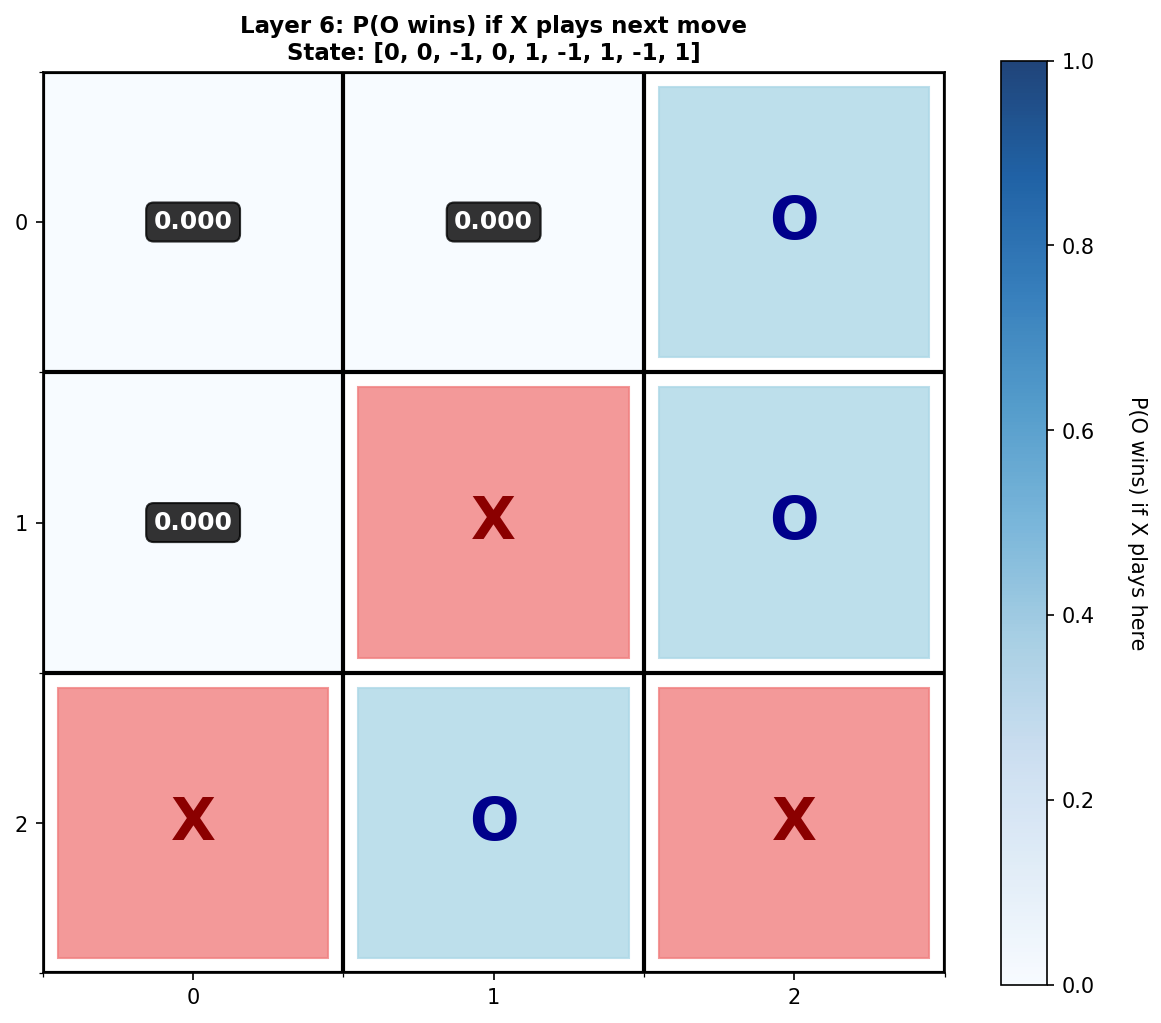 Layer 6: P(O wins) if X plays next move
State: [0, 0, -1, 0, 1, -1, 1, -1, 1]
0
0.000
0.000
O
1
0.000
X
O
2
X
O
X
0
1
2
1.0
0.8
0.6
0.4
0.2
0.0
P(O wins) if X plays here